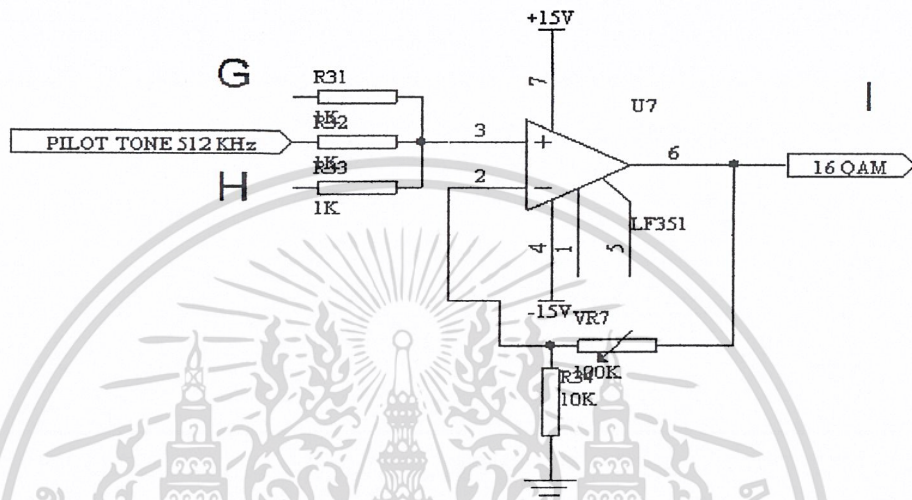 +15V
G
R31
1K
7
U7
I
PILOT TONE 512 KHz
R32
1K
3
+
6
16 QAM
H
R33
1K
2
-
LF351
4
1
5
-15V
VR7
100K
R34
10K